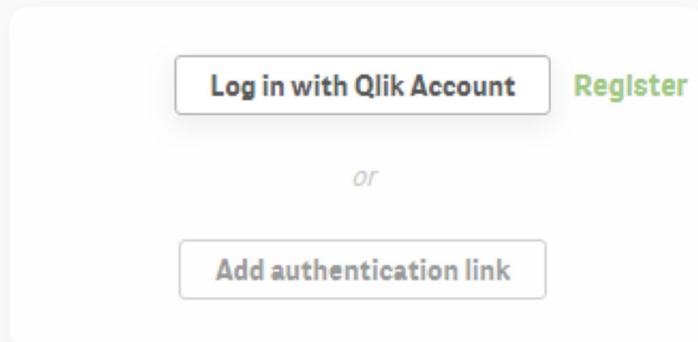 Log in with Qlik Account Register
or
Add authentication link